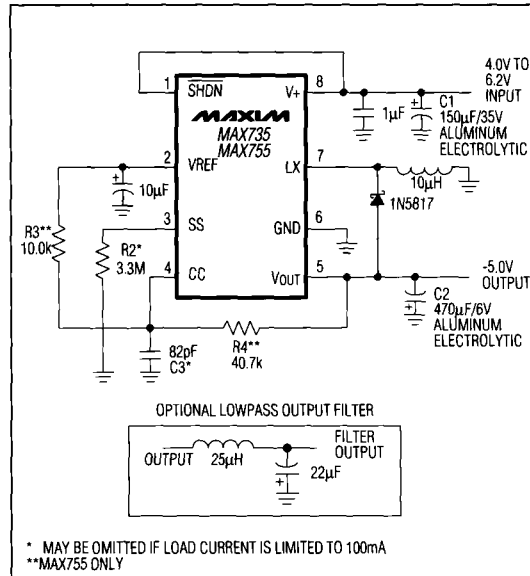 1
SHDN
V+
8
4.0V TO
6.2V
INPUT
MAXIM
MAX735
MAX755
1µF
C1
150µF/35V
ALUMINUM
ELECTROLYTIC
2
VREF
LX
7
10µF
10µH
1N5817
R3**
10.0k
3
SS
GND
6
R2*
3.3M
4
CC
VOUT
5
-5.0V
OUTPUT
C2
470µF/6V
ALUMINUM
ELECTROLYTIC
82pF
C3*
R4**
40.7k
OPTIONAL LOWPASS OUTPUT FILTER
OUTPUT
25µH
FILTER
OUTPUT
22µF
* MAY BE OMITTED IF LOAD CURRENT IS LIMITED TO 100mA
**MAX755 ONLY